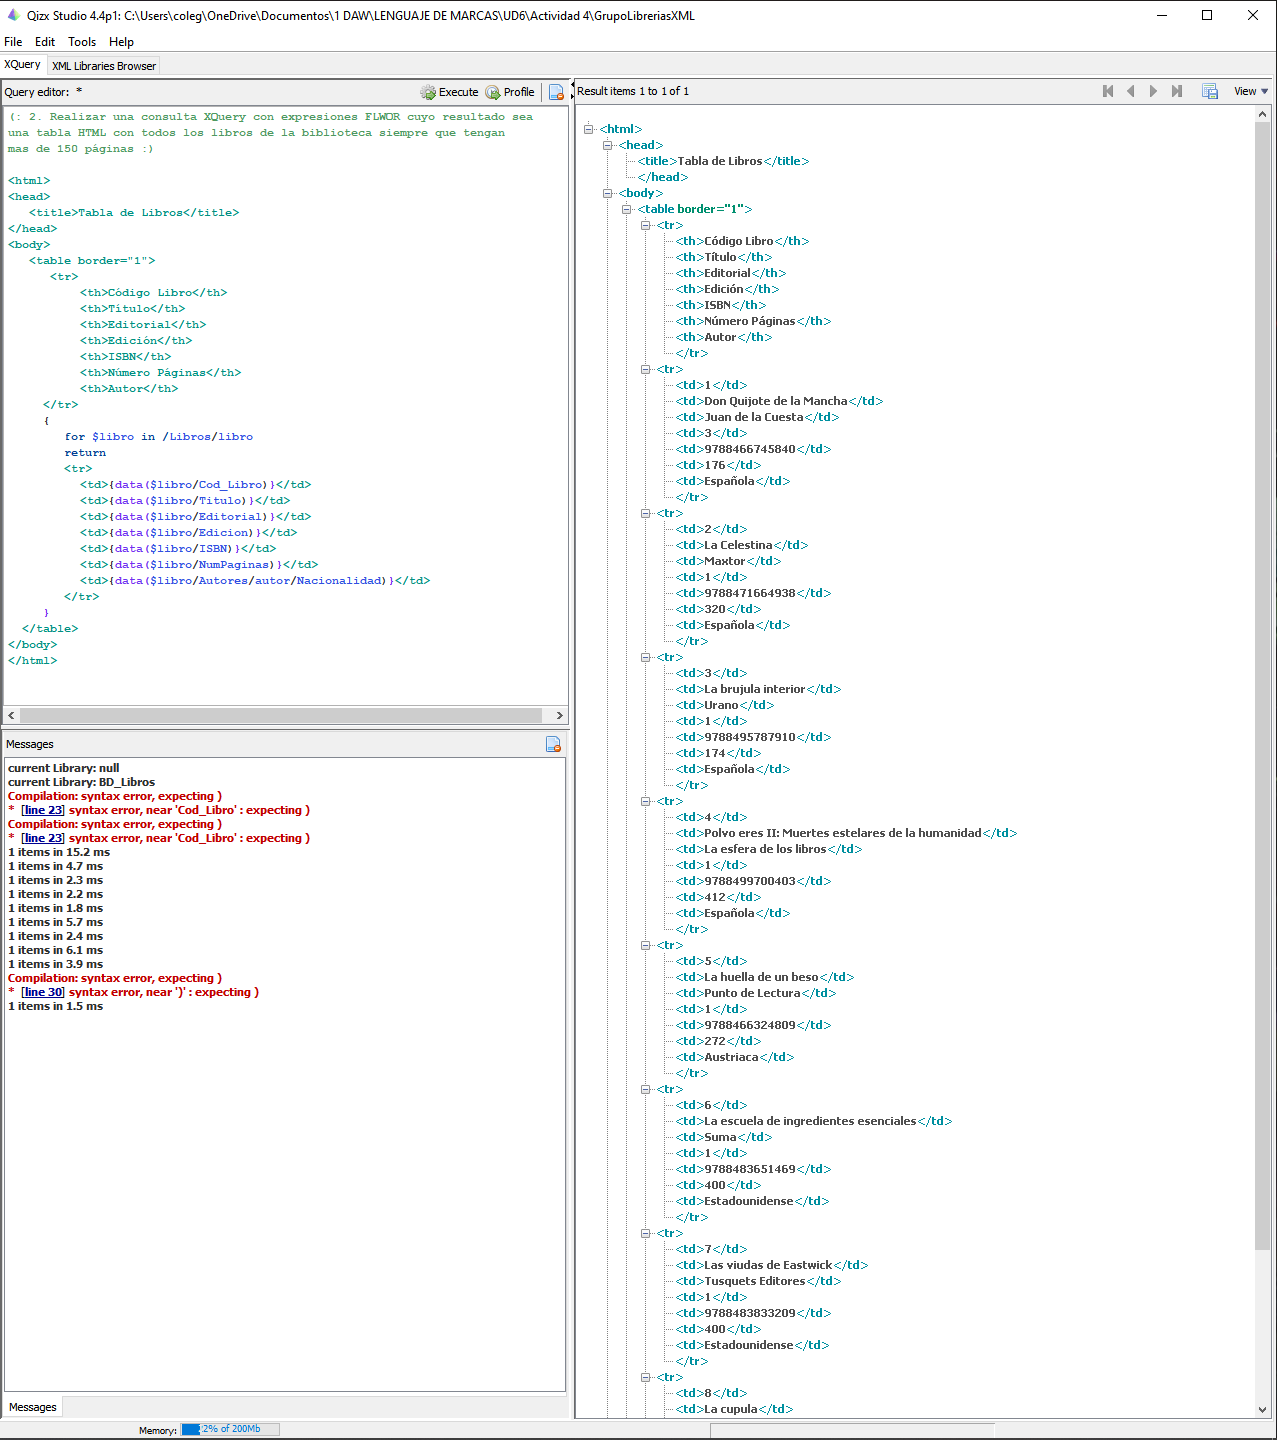 Qizx Studio 4.4p1: C:\Users\coleg\OneDrive\Documentos\1 DAW\LENGUAJE DE MARCAS\UD6\Actividad 4\GrupoLibreriasXML
File Edit Tools Help
XQuery XML Libraries Browser
Query editor: * Execute Profile
(: 2. Realizar una consulta XQuery con expresiones FLWOR cuyo resultado sea
una tabla HTML con todos los libros de la biblioteca siempre que tengan
mas de 150 páginas :)
<html>
<head>
<title>Tabla de Libros</title>
</head>
<body>
<table border="1">
<tr>
<th>Código Libro</th>
<th>Título</th>
<th>Editorial</th>
<th>Edición</th>
<th>ISBN</th>
<th>Número Páginas</th>
<th>Autor</th>
</tr>
{
for $libro in /Libros/libro
return
<tr>
<td>{data($libro/Cod_Libro)}</td>
<td>{data($libro/Titulo)}</td>
<td>{data($libro/Editorial)}</td>
<td>{data($libro/Edicion)}</td>
<td>{data($libro/ISBN)}</td>
<td>{data($libro/NumPaginas)}</td>
<td>{data($libro/Autores/autor/Nacionalidad)}</td>
</tr>
}
</table>
</body>
</html>
Messages
current Library: null
current Library: BD_Libros
Compilation: syntax error, expecting )
* [line 23] syntax error, near 'Cod_Libro' : expecting )
Compilation: syntax error, expecting )
* [line 23] syntax error, near 'Cod_Libro' : expecting )
1 items in 15.2 ms
1 items in 4.7 ms
1 items in 2.3 ms
1 items in 2.2 ms
1 items in 1.8 ms
1 items in 5.7 ms
1 items in 2.4 ms
1 items in 6.1 ms
1 items in 3.9 ms
Compilation: syntax error, expecting )
* [line 30] syntax error, near ')' : expecting )
1 items in 1.5 ms
Messages
Memory: 22% of 200Mb
Result items 1 to 1 of 1 View
<html>
<head>
<title>Tabla de Libros</title>
</head>
<body>
<table border="1">
<tr>
<th>Código Libro</th>
<th>Título</th>
<th>Editorial</th>
<th>Edición</th>
<th>ISBN</th>
<th>Número Páginas</th>
<th>Autor</th>
</tr>
<tr>
<td>1</td>
<td>Don Quijote de la Mancha</td>
<td>Juan de la Cuesta</td>
<td>3</td>
<td>9788466745840</td>
<td>176</td>
<td>Española</td>
</tr>
<tr>
<td>2</td>
<td>La Celestina</td>
<td>Maxtor</td>
<td>1</td>
<td>9788471664938</td>
<td>320</td>
<td>Española</td>
</tr>
<tr>
<td>3</td>
<td>La brujula interior</td>
<td>Urano</td>
<td>1</td>
<td>9788495787910</td>
<td>174</td>
<td>Española</td>
</tr>
<tr>
<td>4</td>
<td>Polvo eres II: Muertes estelares de la humanidad</td>
<td>La esfera de los libros</td>
<td>1</td>
<td>9788499700403</td>
<td>412</td>
<td>Española</td>
</tr>
<tr>
<td>5</td>
<td>La huella de un beso</td>
<td>Punto de Lectura</td>
<td>1</td>
<td>9788466324809</td>
<td>272</td>
<td>Austriaca</td>
</tr>
<tr>
<td>6</td>
<td>La escuela de ingredientes esenciales</td>
<td>Suma</td>
<td>1</td>
<td>9788483651469</td>
<td>400</td>
<td>Estadounidense</td>
</tr>
<tr>
<td>7</td>
<td>Las viudas de Eastwick</td>
<td>Tusquets Editores</td>
<td>1</td>
<td>9788483833209</td>
<td>400</td>
<td>Estadounidense</td>
</tr>
<tr>
<td>8</td>
<td>La cupula</td>